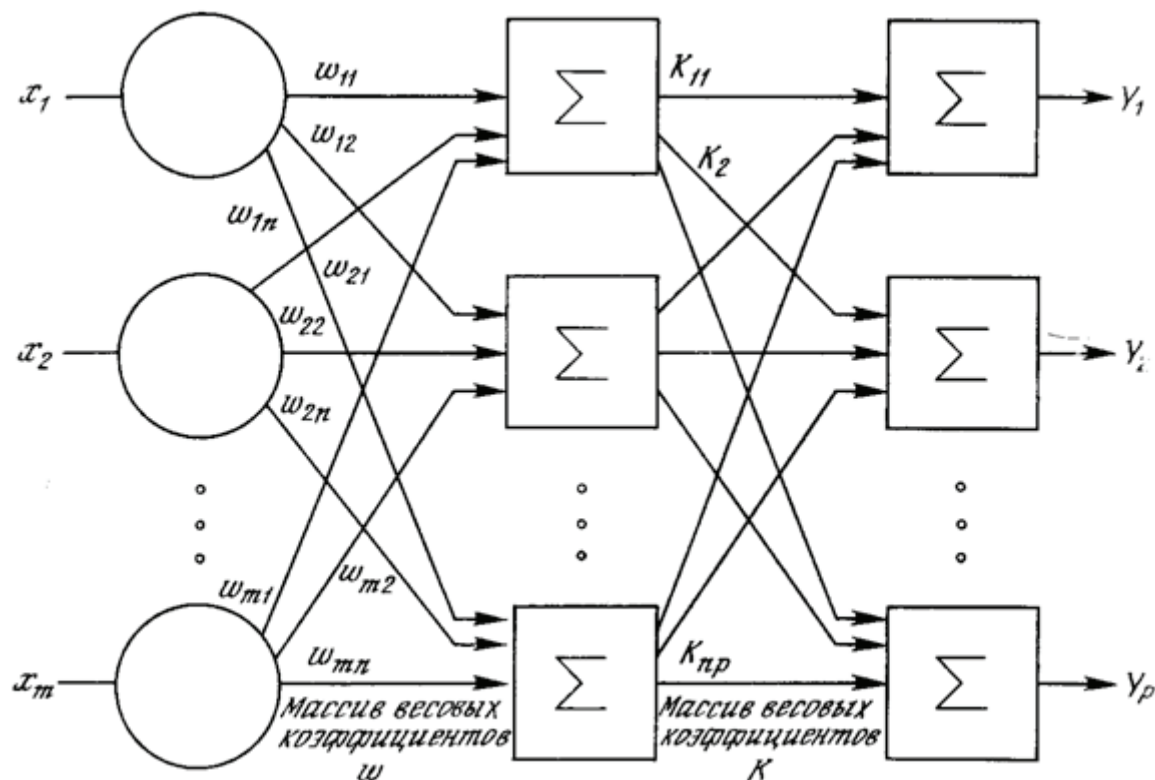 x₁
w₁₁
w₁₂
w₁ₙ
Σ
K₁₁
K₂
Σ
Y₁
x₂
w₂₁
w₂₂
w₂ₙ
Σ
Σ
Y₂
xₘ
wₘ₁
wₘ₂
wₘₙ
Σ
Kₙₚ
Σ
Yₚ
Массив весовых
коэффициентов
w
Массив весовых
коэффициентов
K